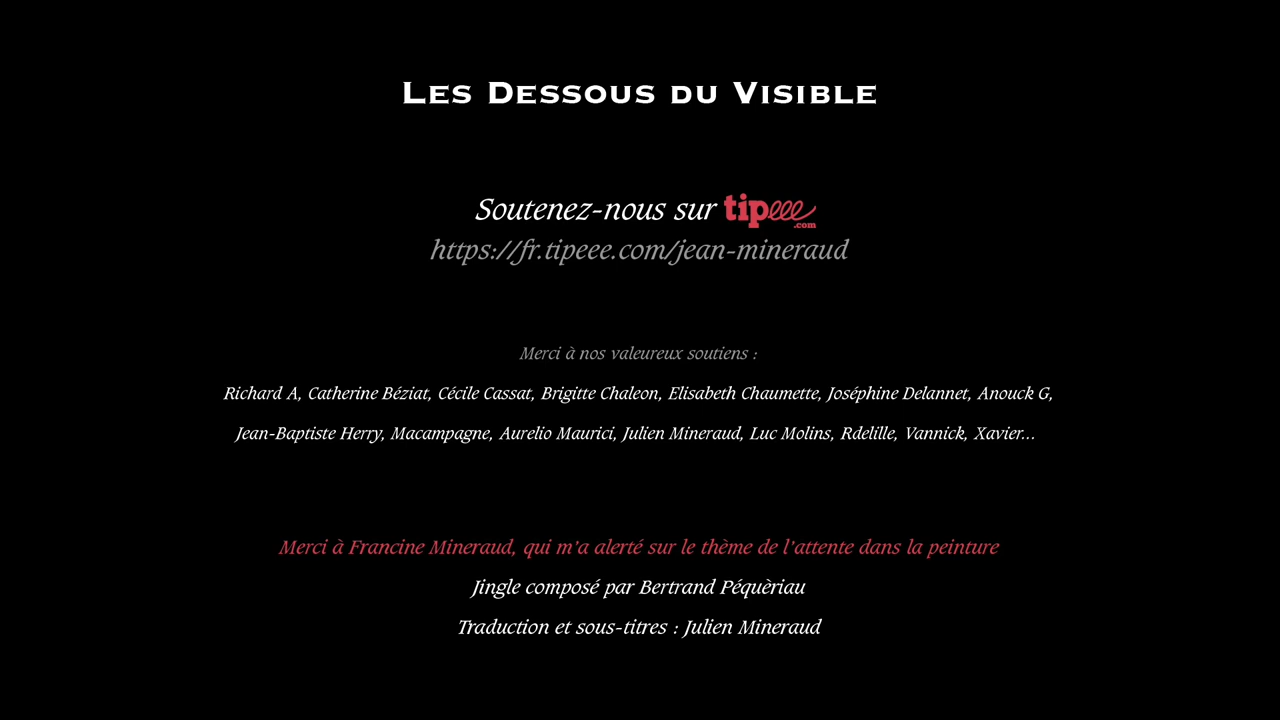 Les Dessous du Visible
Soutenez-nous sur tipeee.com
https://fr.tipeee.com/jean-mineraud
Merci à nos valeureux soutiens :
Richard A, Catherine Béziat, Cécile Cassat, Brigitte Chaleon, Elisabeth Chaumette, Joséphine Delannet, Anouck G,
Jean-Baptiste Herry, Macampagne, Aurelio Maurici, Julien Mineraud, Luc Molins, Rdelille, Vannick, Xavier...
Merci à Francine Mineraud, qui m'a alerté sur le thème de l'attente dans la peinture
Jingle composé par Bertrand Péquèriau
Traduction et sous-titres : Julien Mineraud